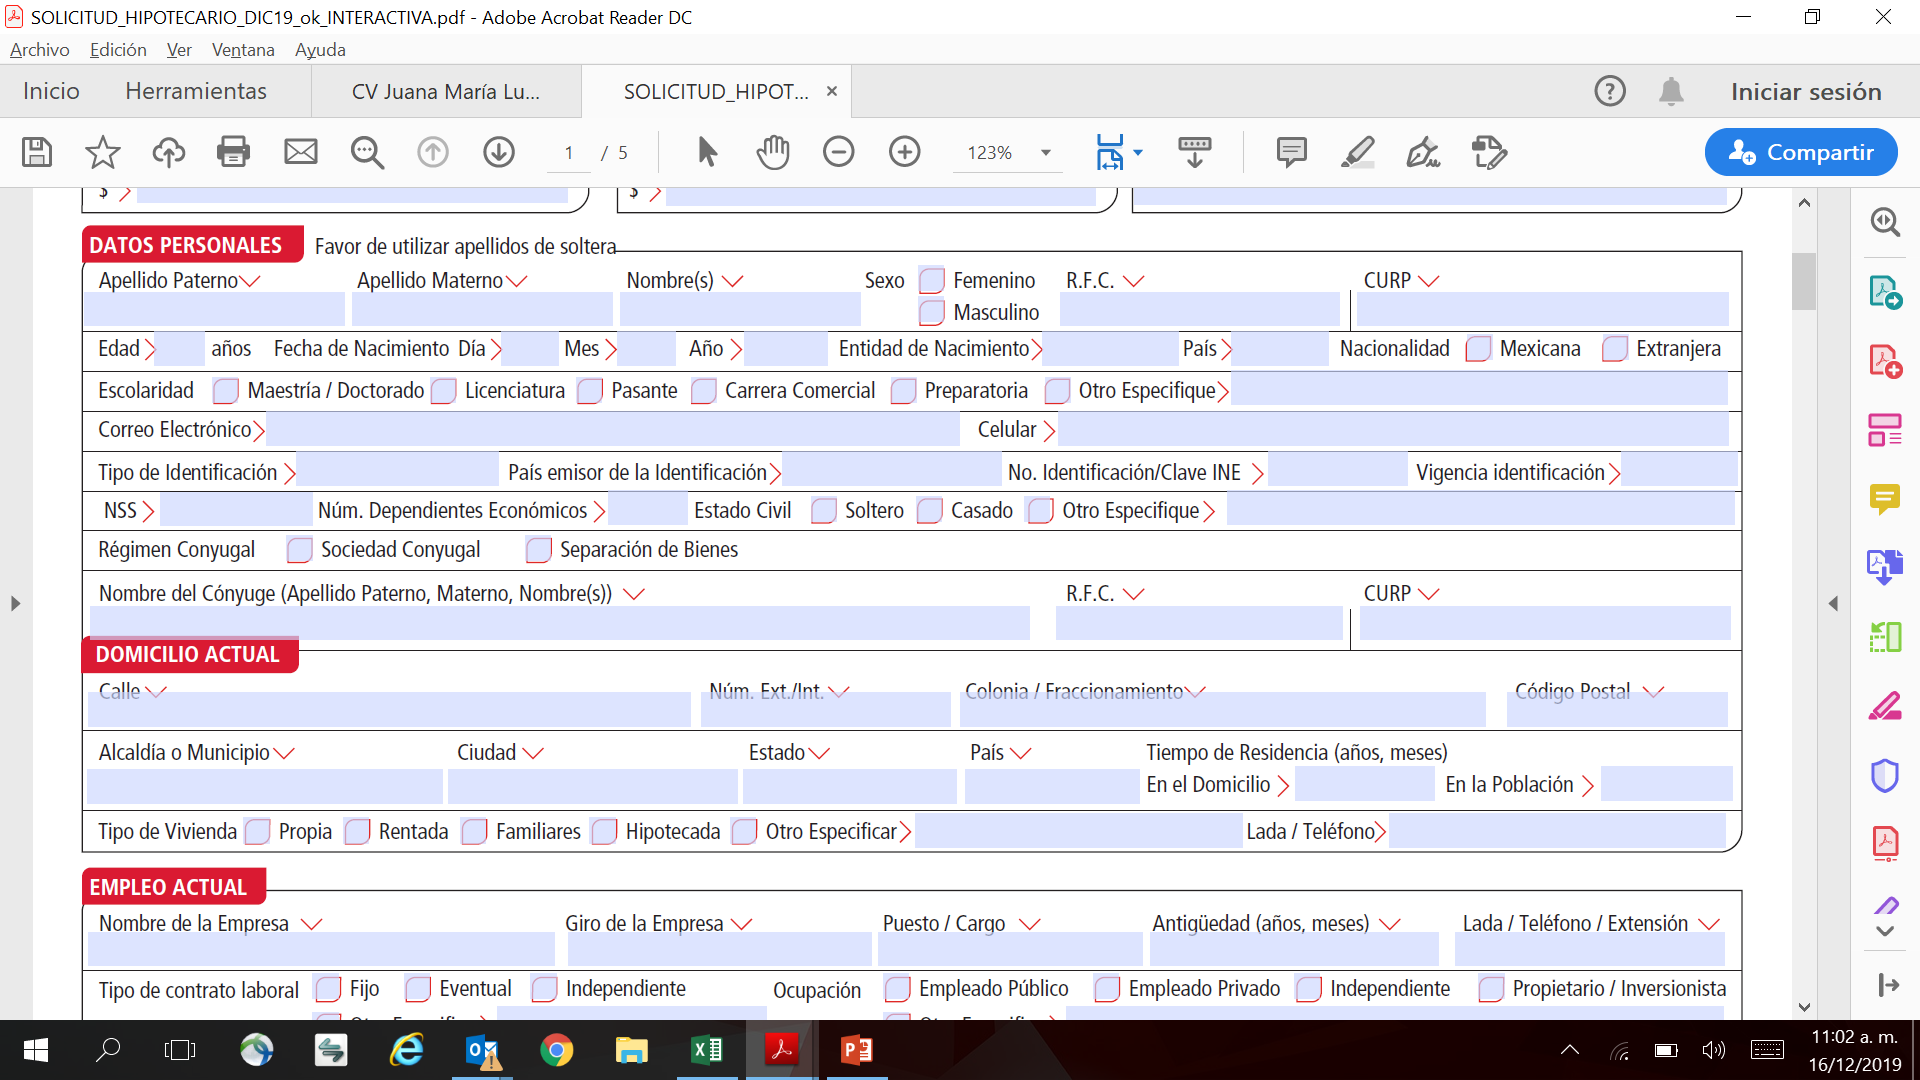 SOLICITUD_HIPOTECARIO_DIC19_ok_INTERACTIVA.pdf - Adobe Acrobat Reader DC
Archivo Edición Ver Ventana Ayuda
Inicio Herramientas CV Juana María Lu... SOLICITUD_HIPOT... × Iniciar sesión
1 / 5 123% Compartir
$ $
DATOS PERSONALES Favor de utilizar apellidos de soltera
Apellido Paterno Apellido Materno Nombre(s) Sexo Femenino R.F.C. CURP
Masculino
Edad años Fecha de Nacimiento Día Mes Año Entidad de Nacimiento País Nacionalidad Mexicana Extranjera
Escolaridad Maestría / Doctorado Licenciatura Pasante Carrera Comercial Preparatoria Otro Especifique
Correo Electrónico Celular
Tipo de Identificación País emisor de la Identificación No. Identificación/Clave INE Vigencia identificación
NSS Núm. Dependientes Económicos Estado Civil Soltero Casado Otro Especifique
Régimen Conyugal Sociedad Conyugal Separación de Bienes
Nombre del Cónyuge (Apellido Paterno, Materno, Nombre(s)) R.F.C. CURP
DOMICILIO ACTUAL
Calle Núm. Ext./Int. Colonia / Fraccionamiento Código Postal
Alcaldía o Municipio Ciudad Estado País Tiempo de Residencia (años, meses)
En el Domicilio En la Población
Tipo de Vivienda Propia Rentada Familiares Hipotecada Otro Especificar Lada / Teléfono
EMPLEO ACTUAL
Nombre de la Empresa Giro de la Empresa Puesto / Cargo Antigüedad (años, meses) Lada / Teléfono / Extensión
Tipo de contrato laboral Fijo Eventual Independiente Ocupación Empleado Público Empleado Privado Independiente Propietario / Inversionista
11:02 a. m.
16/12/2019